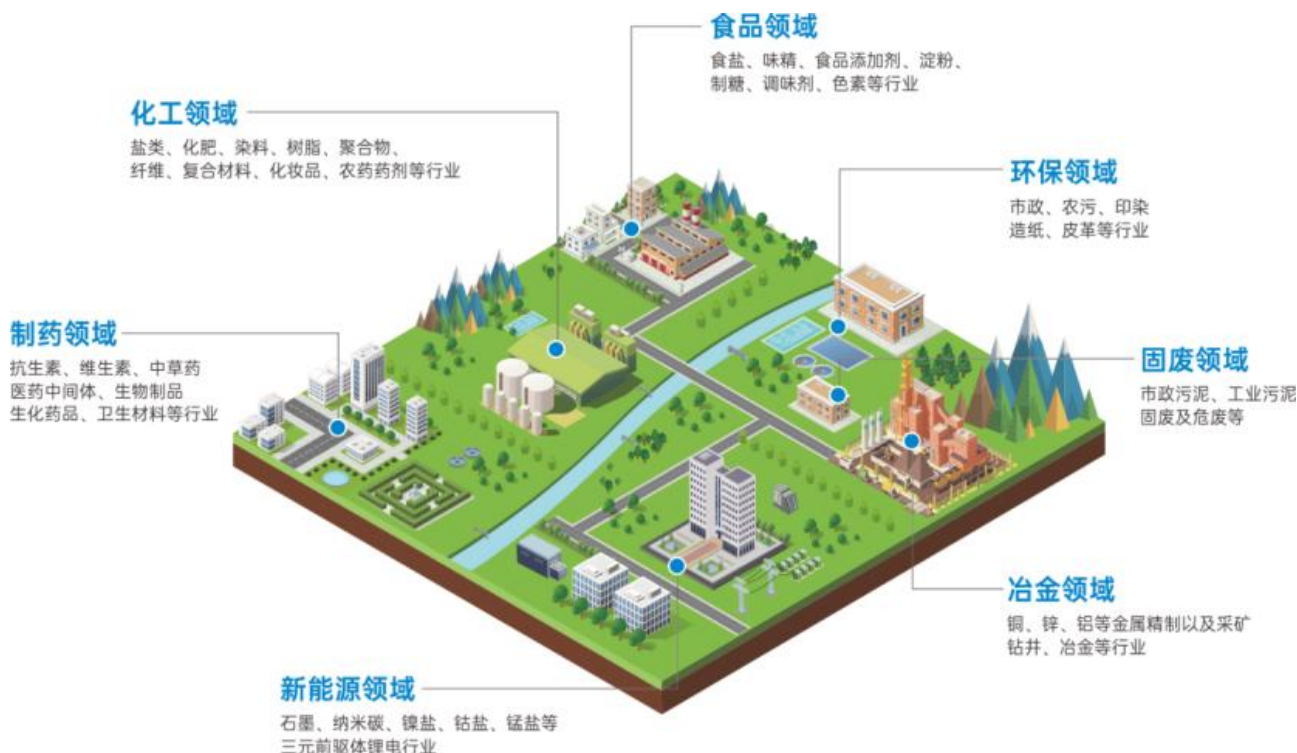 食品领域
食盐、味精、食品添加剂、淀粉、
制糖、调味剂、色素等行业
化工领域
盐类、化肥、染料、树脂、聚合物、
纤维、复合材料、化妆品、农药药剂等行业
环保领域
市政、农污、印染
造纸、皮革等行业
制药领域
抗生素、维生素、中草药
医药中间体、生物制品
生化药品、卫生材料等行业
固废领域
市政污泥、工业污泥
固废及危废等
冶金领域
铜、锌、铝等金属精制以及采矿
钻井、冶金等行业
新能源领域
石墨、纳米碳、镍盐、钴盐、锰盐等
三元前驱体锂电行业